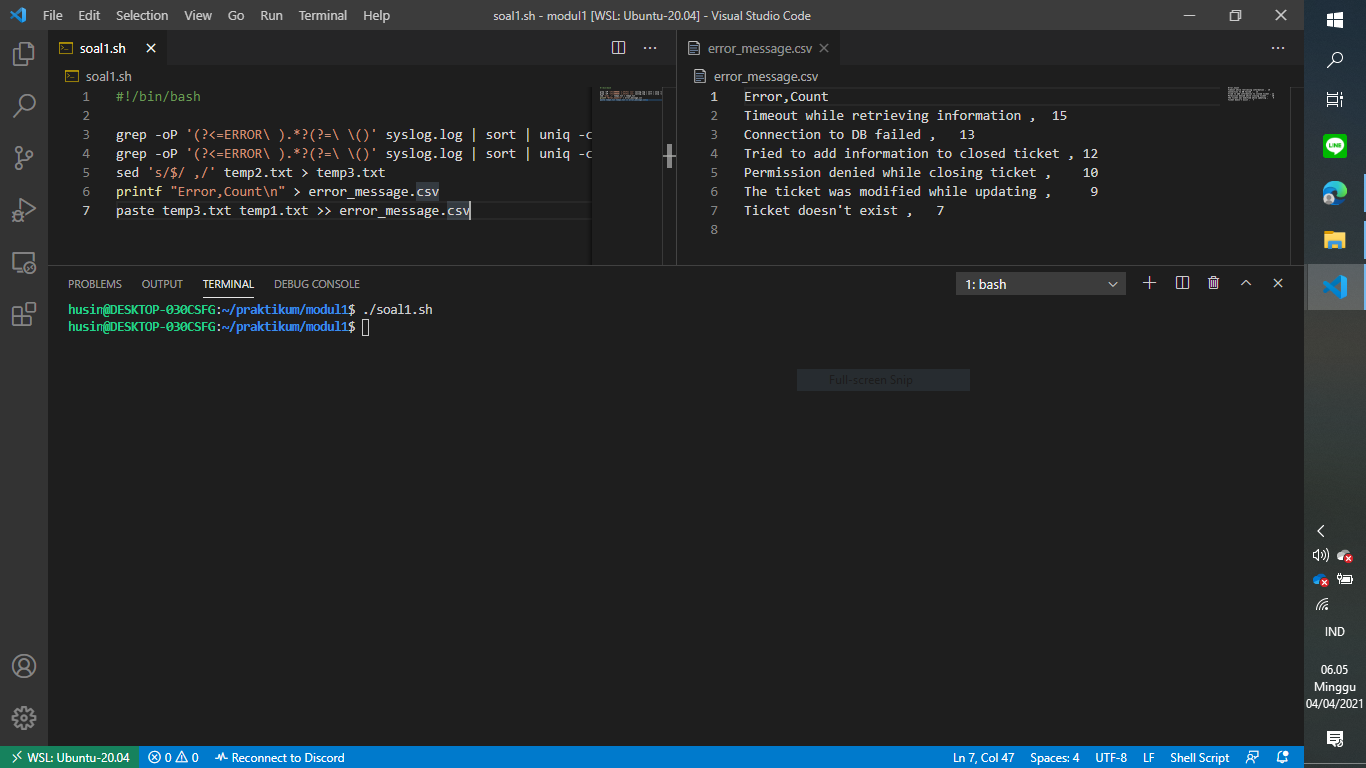 File Edit Selection View Go Run Terminal Help soal1.sh - modul1 [WSL: Ubuntu-20.04] - Visual Studio Code
soal1.sh
error_message.csv
soal1.sh
1 #!/bin/bash
2
3 grep -oP '(?<=ERROR\ ).*?(?=\ \()' syslog.log | sort | uniq -c
4 grep -oP '(?<=ERROR\ ).*?(?=\ \()' syslog.log | sort | uniq -c
5 sed 's/$/ ,/' temp2.txt > temp3.txt
6 printf "Error,Count\n" > error_message.csv
7 paste temp3.txt temp1.txt >> error_message.csv
error_message.csv
1 Error,Count
2 Timeout while retrieving information , 15
3 Connection to DB failed , 13
4 Tried to add information to closed ticket , 12
5 Permission denied while closing ticket , 10
6 The ticket was modified while updating , 9
7 Ticket doesn't exist , 7
8
PROBLEMS OUTPUT TERMINAL DEBUG CONSOLE 1: bash
husin@DESKTOP-030CSFG:~/praktikum/modul1$ ./soal1.sh
husin@DESKTOP-030CSFG:~/praktikum/modul1$
Full-screen Snip
WSL: Ubuntu-20.04 0 0 Reconnect to Discord Ln 7, Col 47 Spaces: 4 UTF-8 LF Shell Script
LINE
IND
06.05
Minggu
04/04/2021